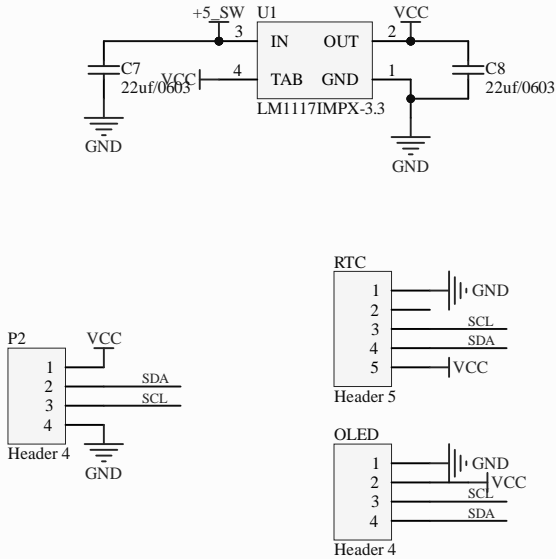 +5_SW U1 VCC
3 IN OUT 2
C7 C8
VCC 4 TAB GND 1
22uf/0603 22uf/0603
LM1117IMPX-3.3
GND GND
RTC
1 GND
2
3 SCL
4 SDA
5 VCC
Header 5
P2 VCC
1
2 SDA
3 SCL
4
Header 4
GND
OLED
1 GND
2 VCC
3 SCL
4 SDA
Header 4